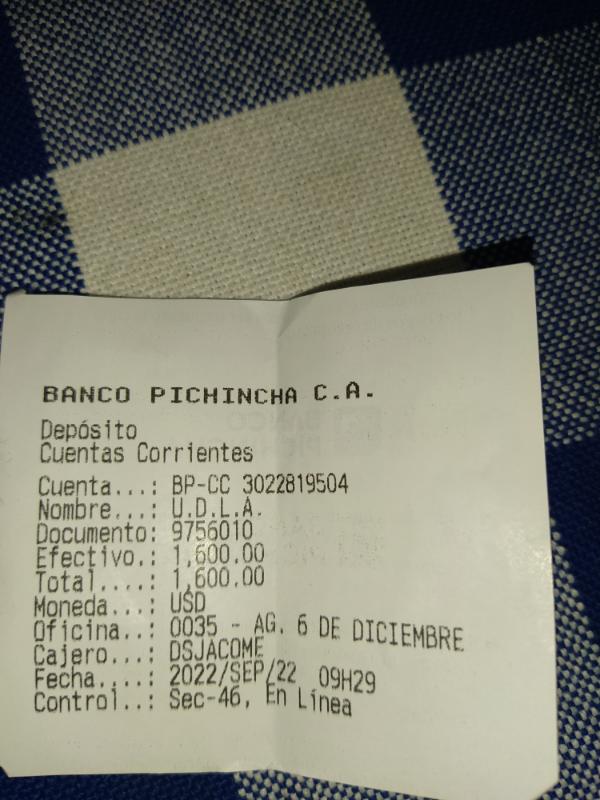 BANCO PICHINCHA C.A.
Depósito
Cuentas Corrientes
Cuenta...: BP-CC 3022819504
Nombre...: U.D.L.A.
Documento: 9756010
Efectivo.: 1,600.00
Total....: 1,600.00
Moneda...: USD
Oficina..: 0035 - AG. 6 DE DICIEMBRE
Cajero...: DSJACOME
Fecha....: 2022/SEP/22 09H29
Control..: Sec-46, En Línea